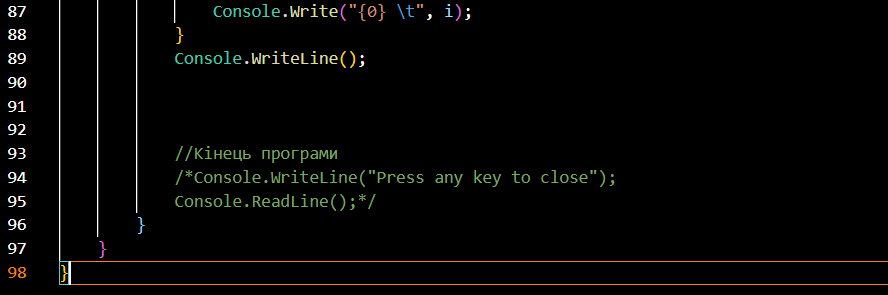 87 Console.Write("{0} \t", i);
88 }
89 Console.WriteLine();
90
91
92
93 //Кінець програми
94 /*Console.WriteLine("Press any key to close");
95 Console.ReadLine();*/
96 }
97 }
98 }